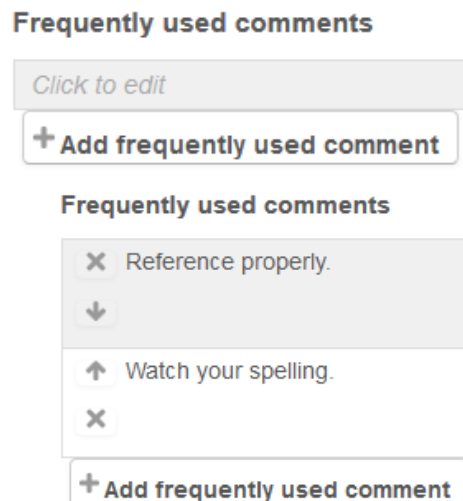 Frequently used comments
Click to edit
Add frequently used comment
Frequently used comments
Reference properly.
Watch your spelling.
Add frequently used comment